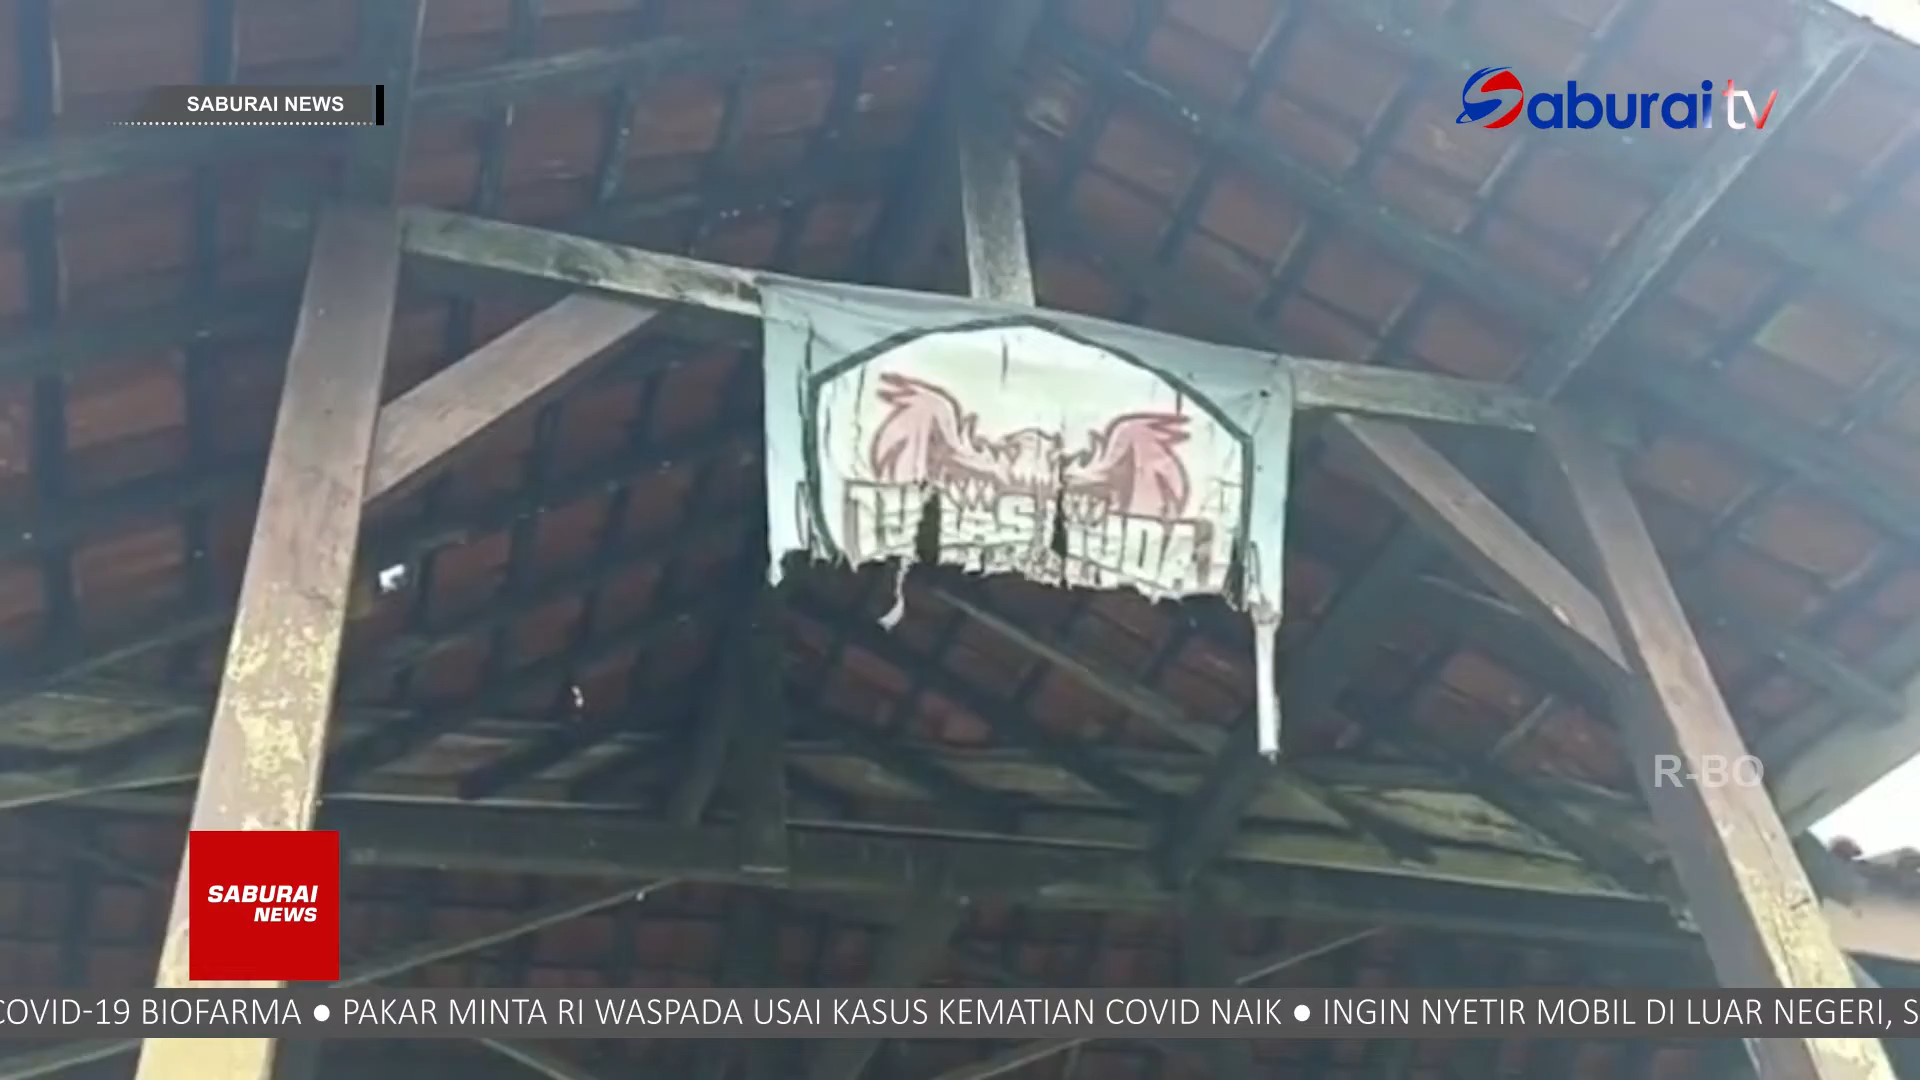 SABURAI NEWS
Saburai tv
R-BO
SABURAI
NEWS
COVID-19 BIOFARMA ● PAKAR MINTA RI WASPADA USAI KASUS KEMATIAN COVID NAIK ● INGIN NYETIR MOBIL DI LUAR NEGERI, S